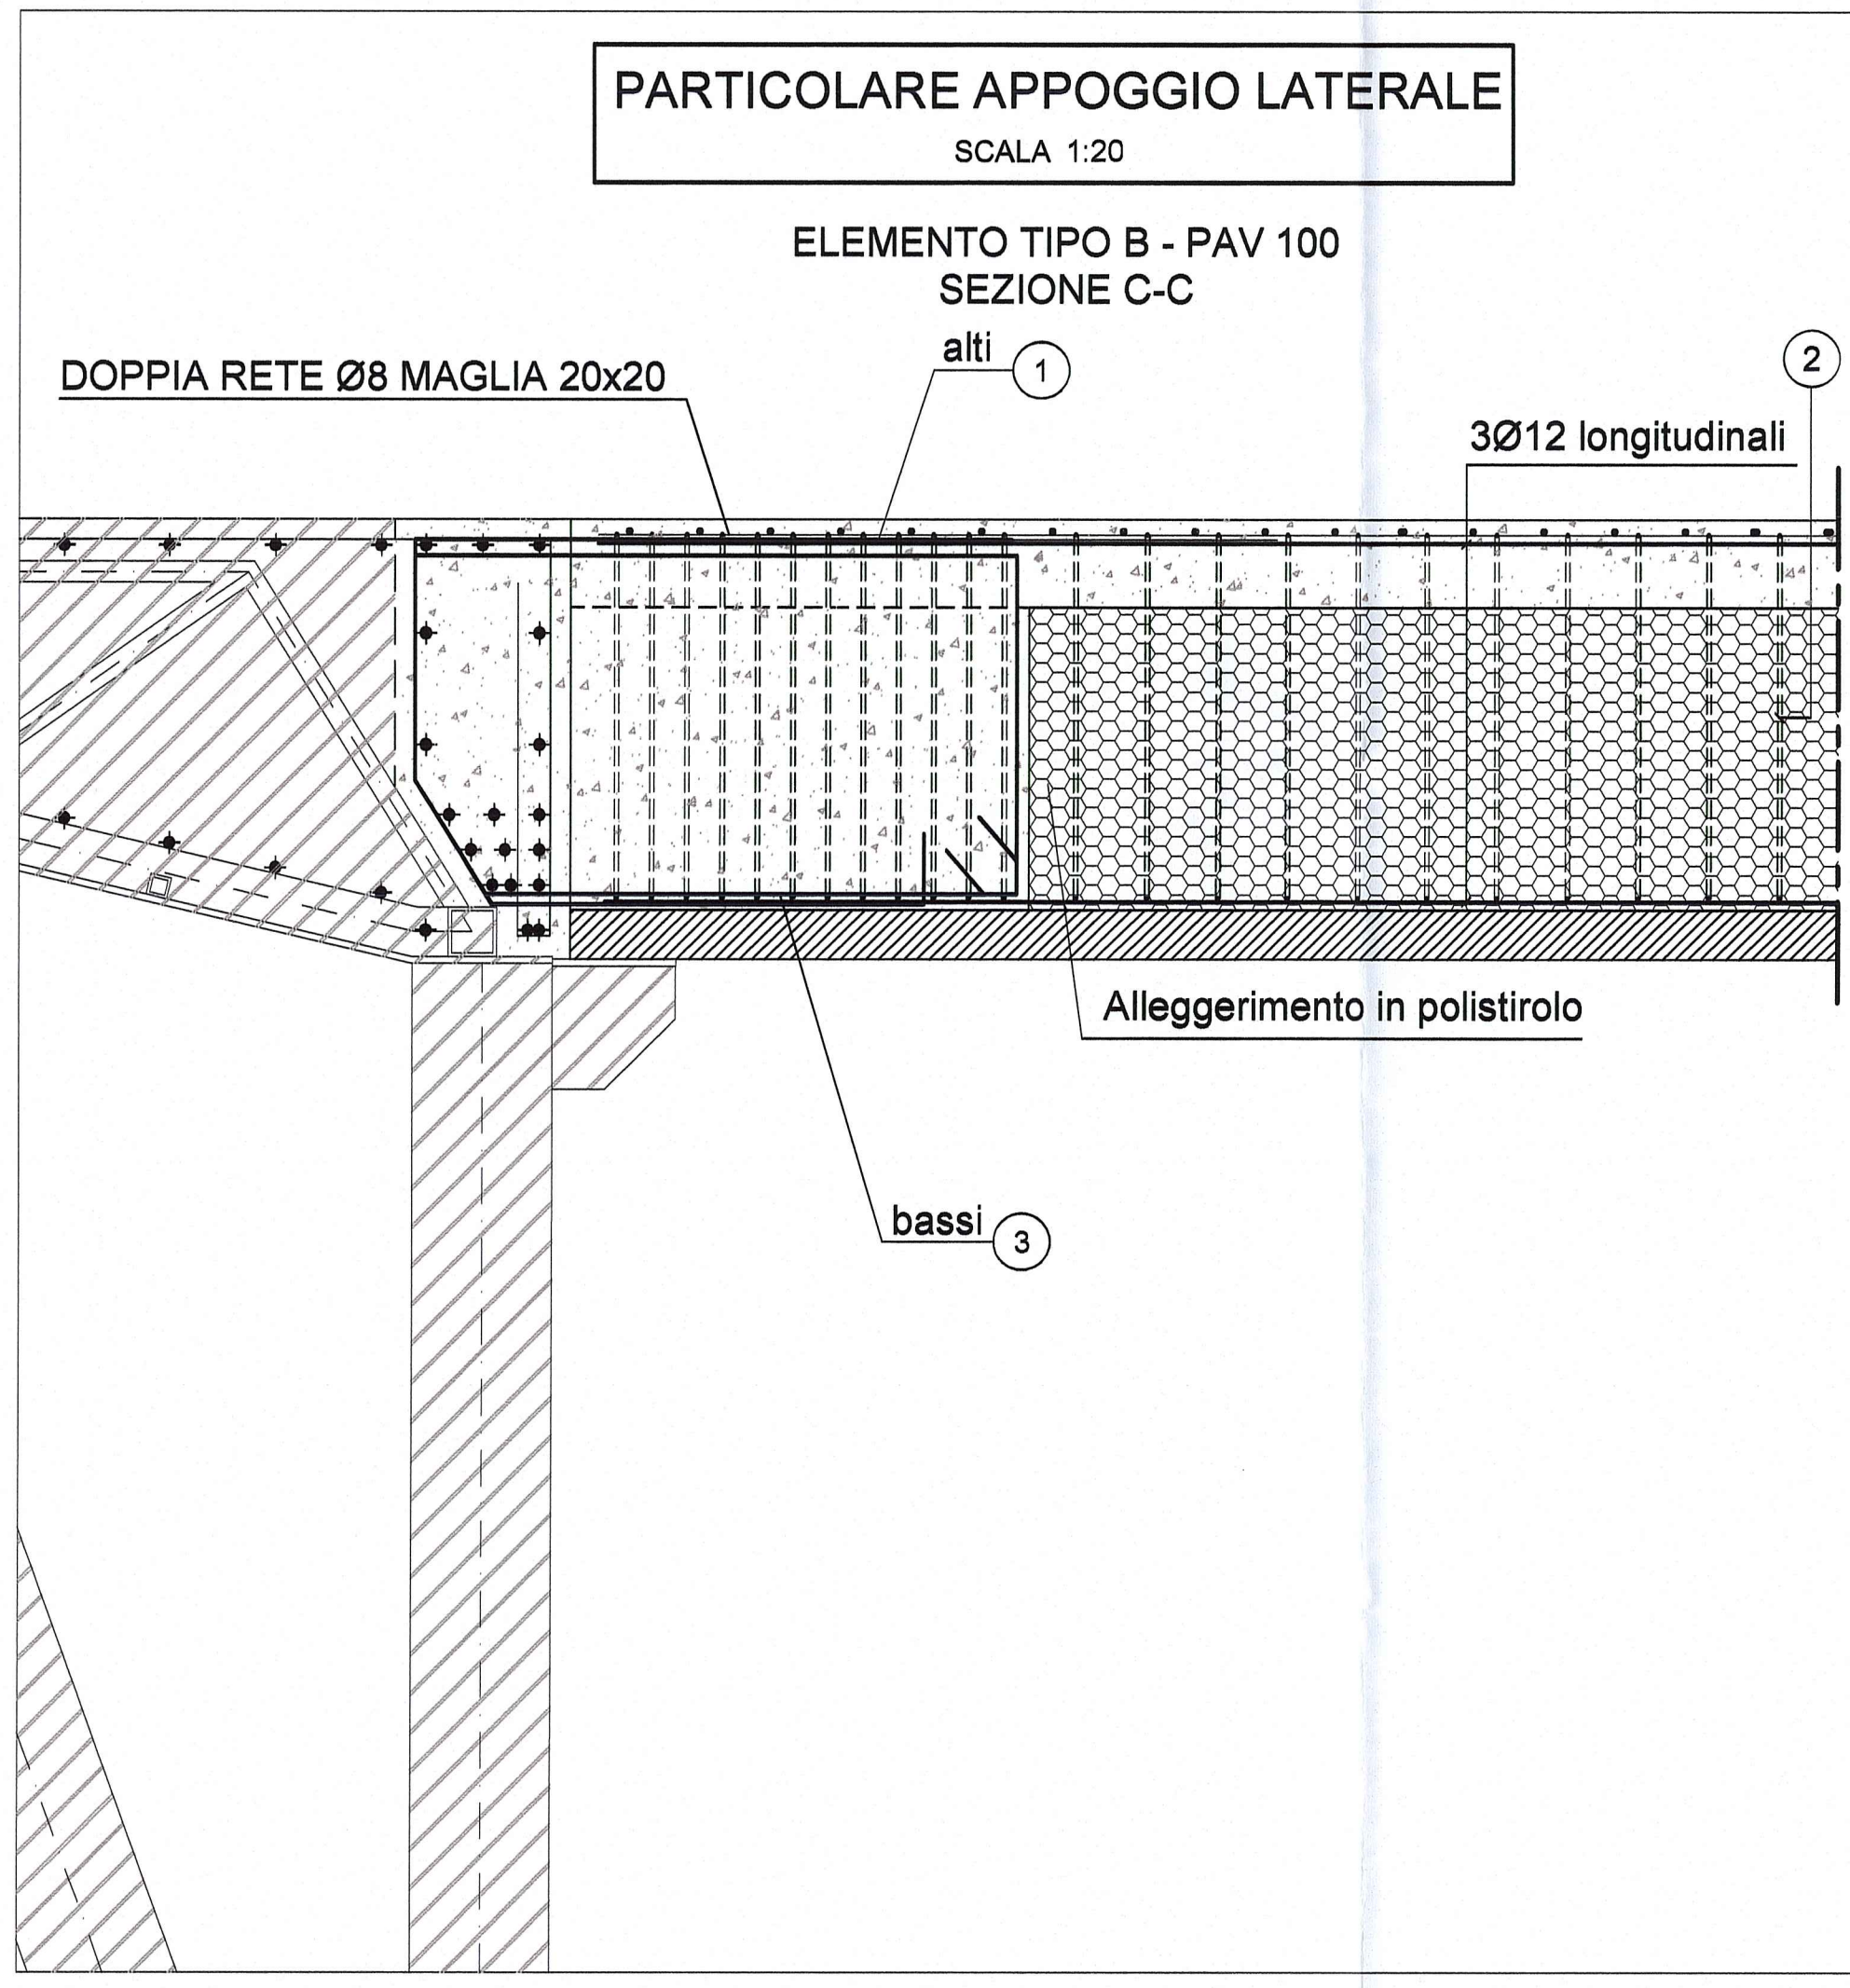 PARTICOLARE APPOGGIO LATERALE
SCALA 1:20
ELEMENTO TIPO B - PAV 100
SEZIONE C-C
alti 1
2
DOPPIA RETE Ø8 MAGLIA 20x20
3Ø12 longitudinali
Alleggerimento in polistirolo
bassi 3